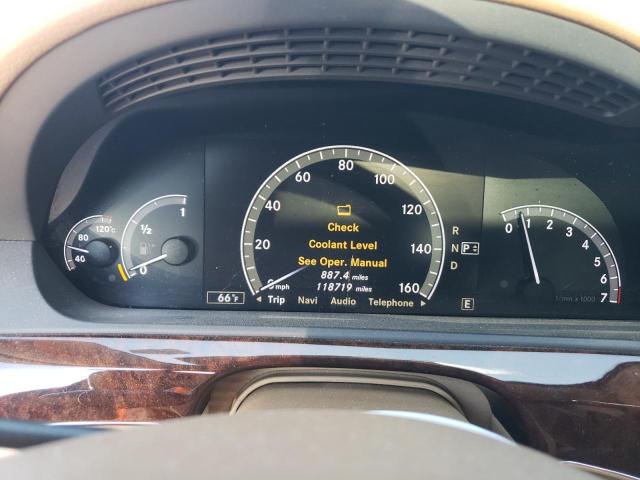 80
60
100
120°C
1
40
120
R
0 1 2 3 4 5 6 7
½
Check
80
Coolant Level
20
140
N P
40
See Oper. Manual
D
0
887.4 miles
0 mph
118719 miles
160
66°F
Trip Navi Audio Telephone
E
1/min x 1000